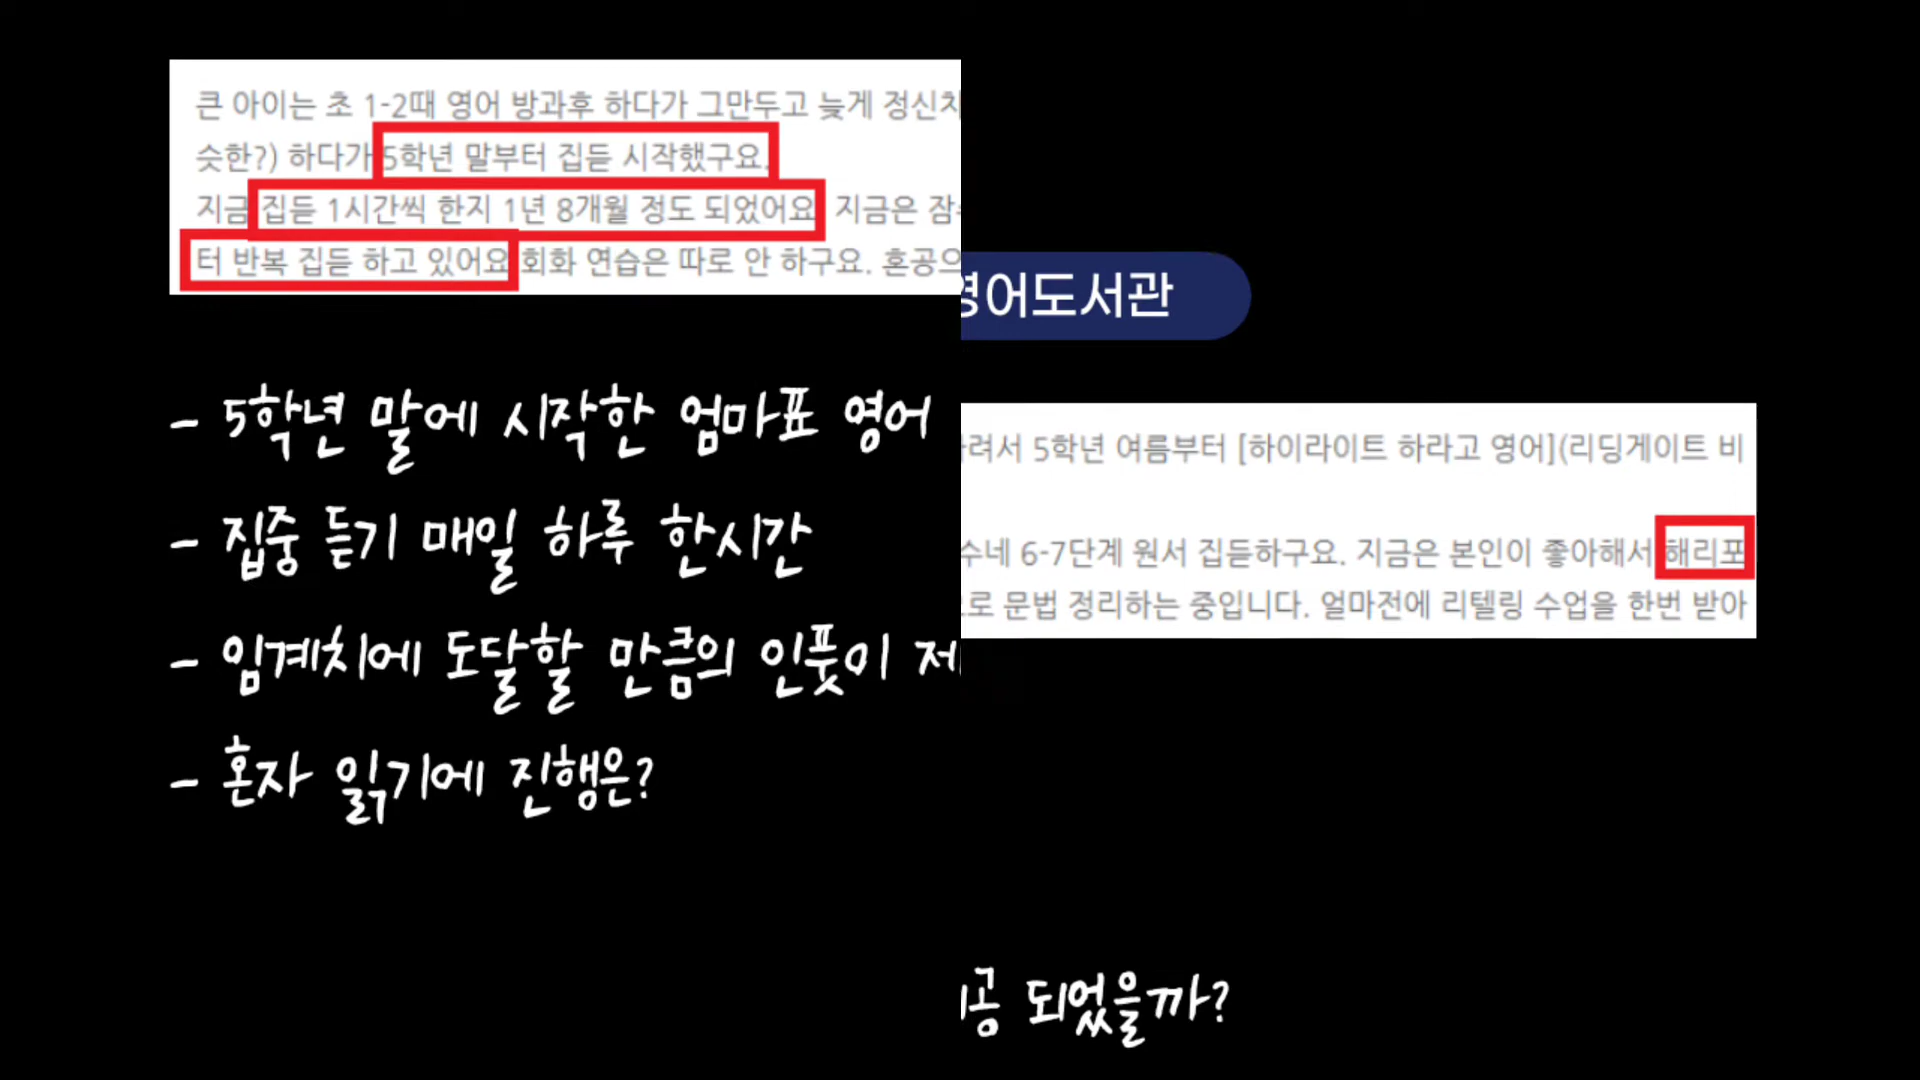 큰 아이는 초 1-2때 영어 방과후 하다가 그만두고 늦게 정신차
슷한?) 하다가 5학년 말부터 집듣 시작했구요.
지금 집듣 1시간씩 한지 1년 8개월 정도 되었어요. 지금은 잠
터 반복 집듣 하고 있어요. 회화 연습은 따로 안 하구요. 혼공으
- 5학년 말에 시작한 엄마표 영어
- 집중 듣기 매일 하루 한시간
- 임계치에 도달할 만큼의 인풋이 제
- 혼자 읽기에 진행은?
영어도서관
려서 5학년 여름부터 [하이라이트 하라고 영어](리딩게이트 비
수네 6-7단계 원서 집듣하구요. 지금은 본인이 좋아해서 해리포
로 문법 정리하는 중입니다. 얼마전에 리텔링 수업을 한번 받아
공 되었을까?